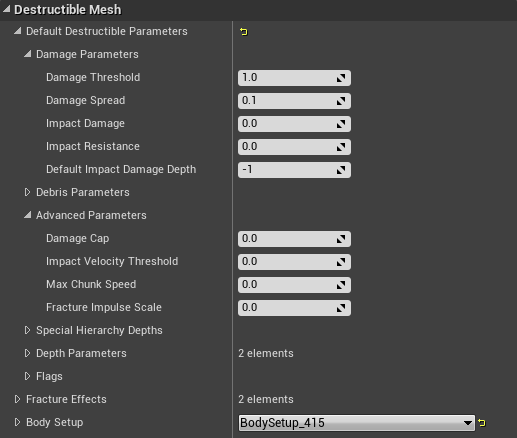 Destructible Mesh
Default Destructible Parameters
Damage Parameters
Damage Threshold 1.0
Damage Spread 0.1
Impact Damage 0.0
Impact Resistance 0.0
Default Impact Damage Depth -1
Debris Parameters
Advanced Parameters
Damage Cap 0.0
Impact Velocity Threshold 0.0
Max Chunk Speed 0.0
Fracture Impulse Scale 0.0
Special Hierarchy Depths
Depth Parameters 2 elements
Flags
Fracture Effects 2 elements
Body Setup BodySetup_415